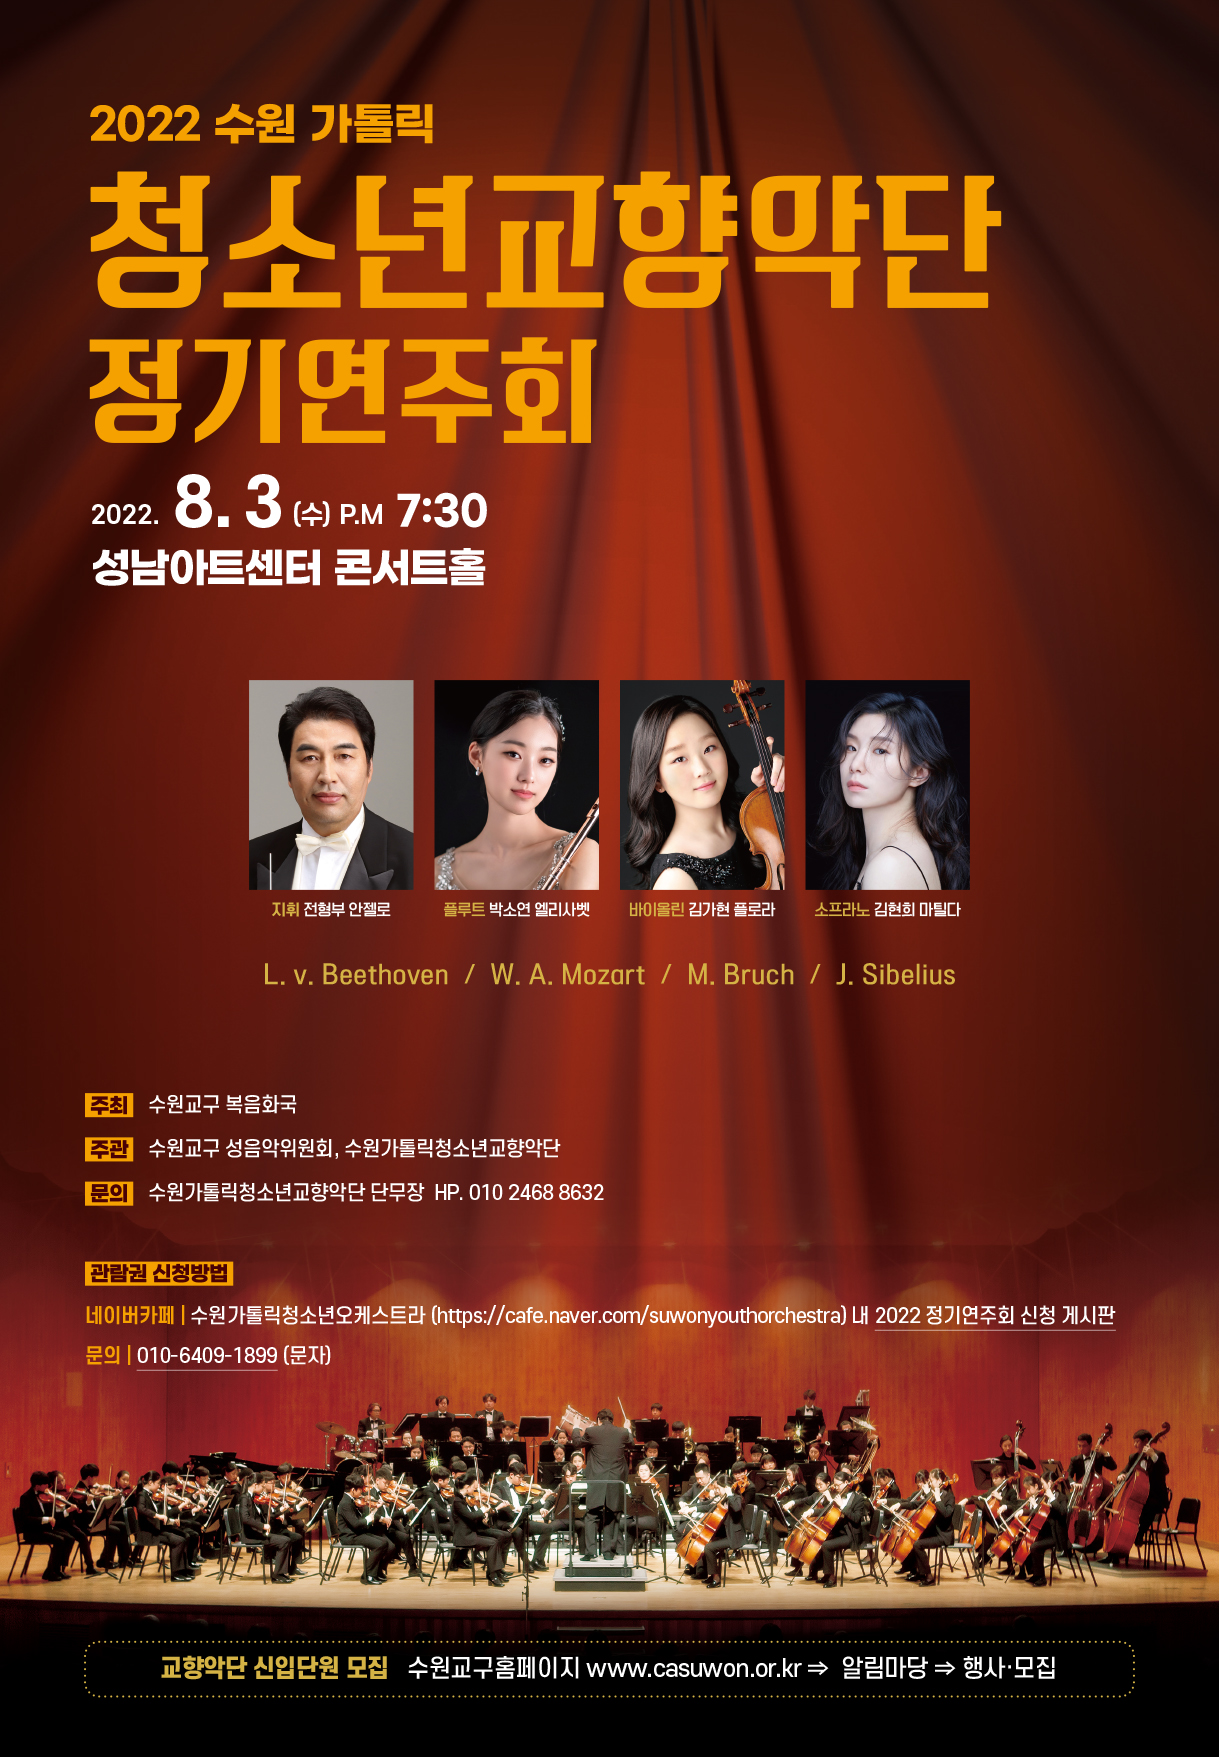 2022 수원 가톨릭
청소년교향악단
정기연주회
2022. 8. 3 (수) P.M 7:30
성남아트센터 콘서트홀
지휘 전형부 안젤로
플루트 박소연 엘리사벳
바이올린 김가현 플로라
소프라노 김현희 마틸다
L. v. Beethoven / W. A. Mozart / M. Bruch / J. Sibelius
주최 수원교구 복음화국
주관 수원교구 성음악위원회, 수원가톨릭청소년교향악단
문의 수원가톨릭청소년교향악단 단무장 HP. 010 2468 8632
관람권 신청방법
네이버카페 | 수원가톨릭청소년오케스트라 (https://cafe.naver.com/suwonyouthorchestra) 내 2022 정기연주회 신청 게시판
문의 | 010-6409-1899 (문자)
교향악단 신입단원 모집 수원교구홈페이지 www.casuwon.or.kr ⇒ 알림마당 ⇒ 행사·모집